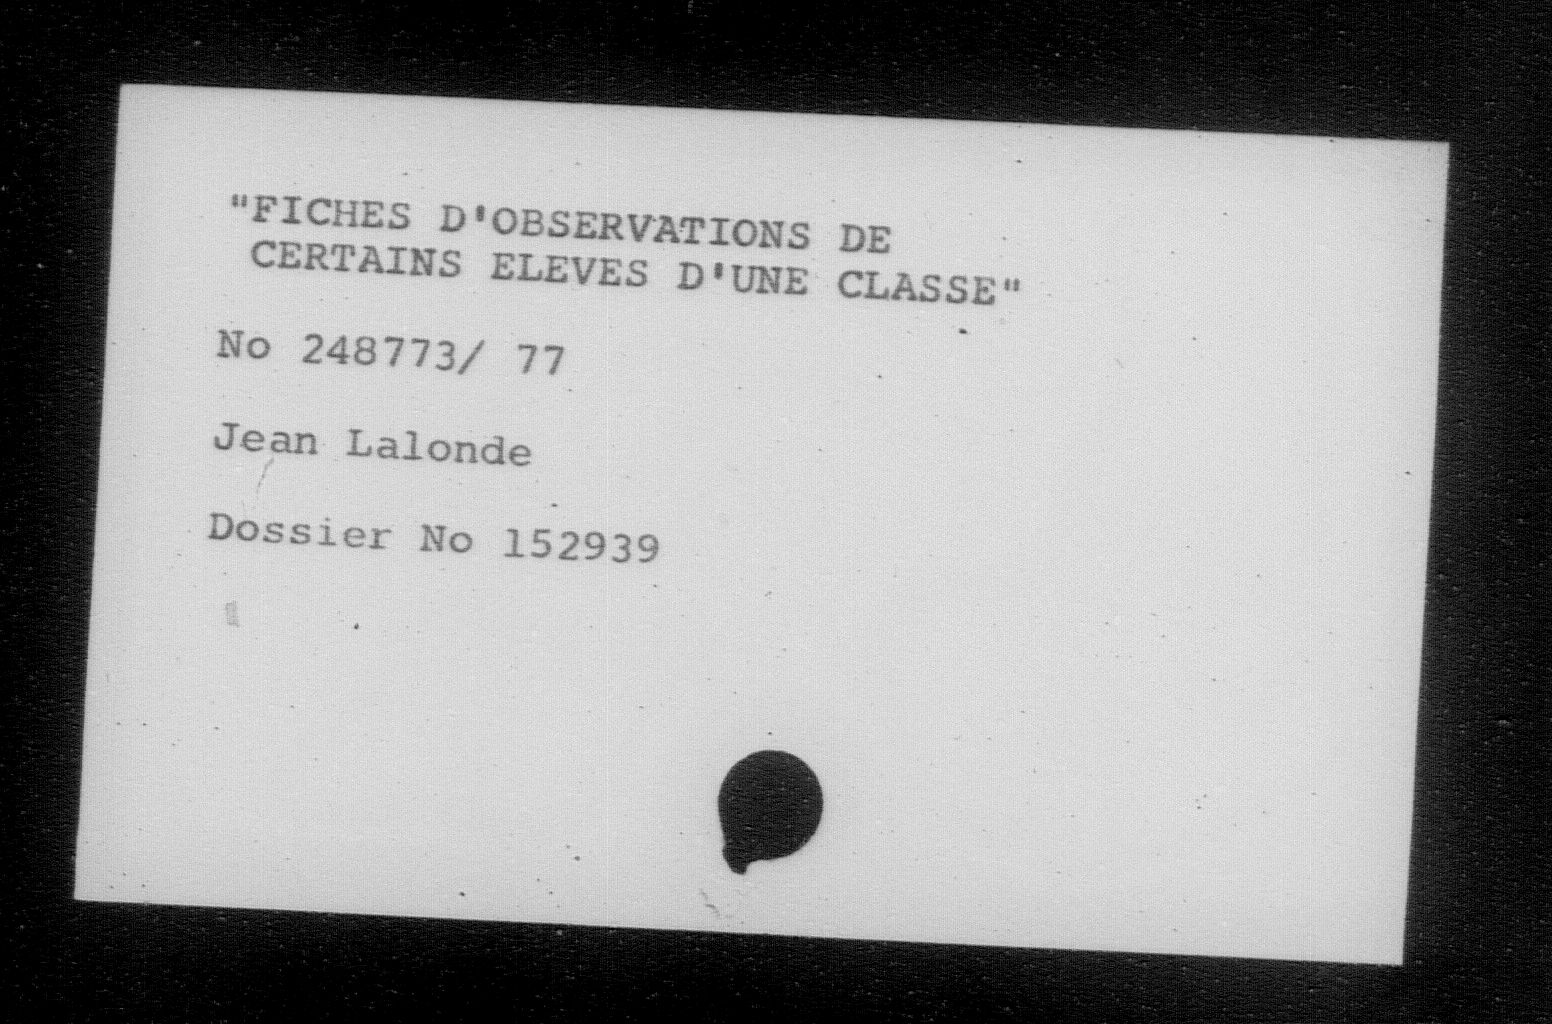 "FICHES D'OBSERVATIONS DE
CERTAINS ELEVES D'UNE CLASSE"
No 248773/ 77
Jean Lalonde
Dossier No 152939